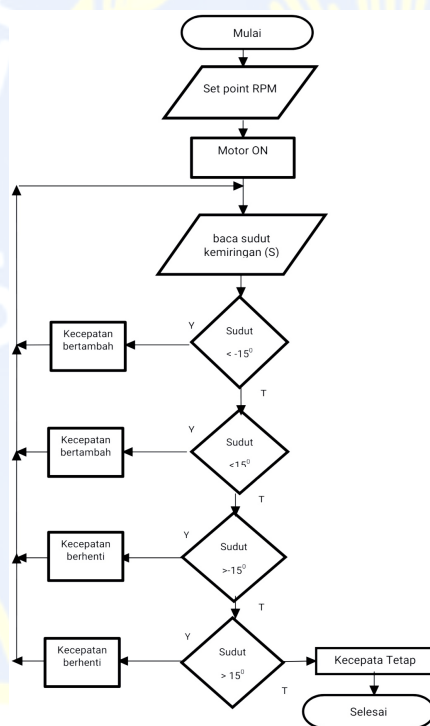 Mulai
Set point RPM
Motor ON
baca sudut
kemiringan (S)
Sudut
< -15⁰
Y
Kecepatan
bertambah
T
Sudut
<15⁰
Y
Kecepatan
bertambah
T
Sudut
>-15⁰
Y
Kecepatan
berhenti
T
Sudut
> 15⁰
Y
Kecepatan
berhenti
T
Kecepata Tetap
Selesai